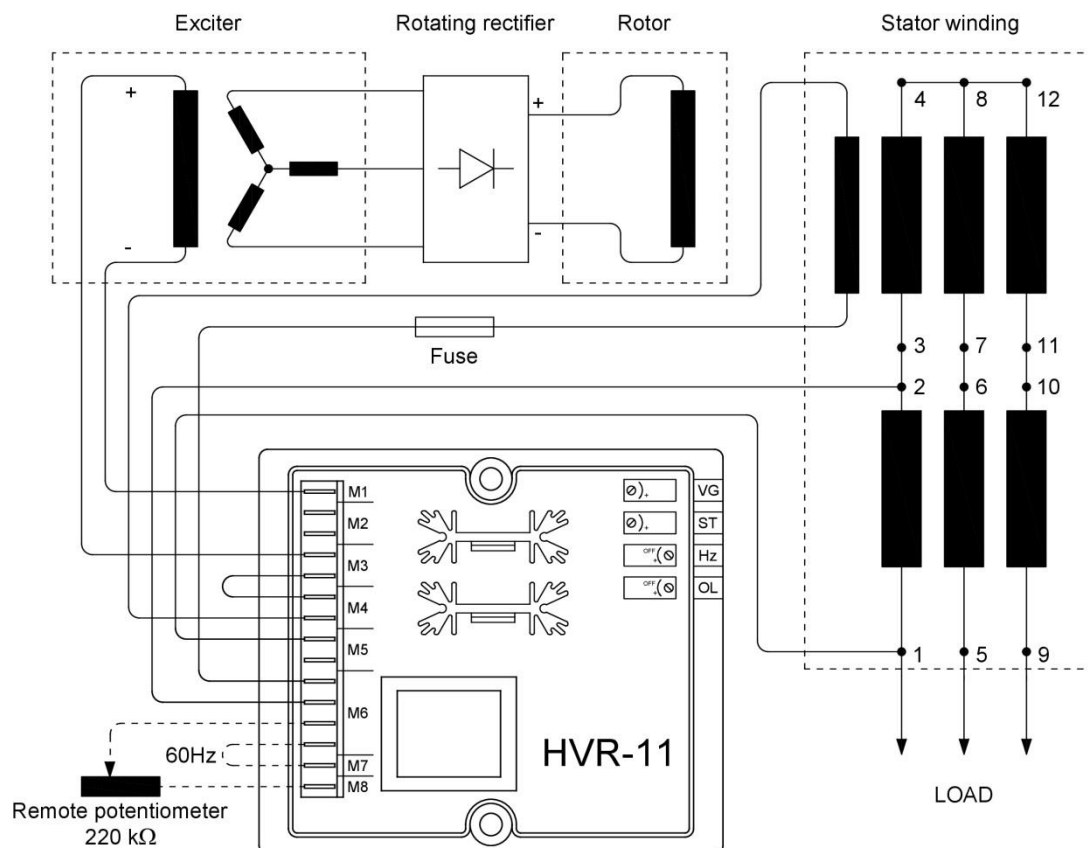 Exciter
Rotating rectifier
Rotor
Stator winding
+
-
+
-
4
8
12
3
7
11
2
6
10
1
5
9
Fuse
M1
M2
M3
M4
M5
M6
M7
M8
VG
ST
Hz
OL
+
+
OFF
+
OFF
+
60Hz
HVR-11
Remote potentiometer
220 kΩ
LOAD